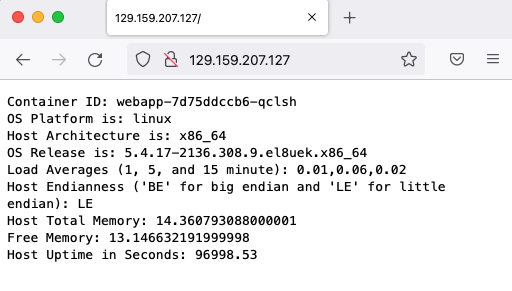 129.159.207.127/
129.159.207.127
Container ID: webapp-7d75ddccb6-qclsh
OS Platform is: linux
Host Architecture is: x86_64
OS Release is: 5.4.17-2136.308.9.el8uek.x86_64
Load Averages (1, 5, and 15 minute): 0.01,0.06,0.02
Host Endianness ('BE' for big endian and 'LE' for little
endian): LE
Host Total Memory: 14.360793088000001
Free Memory: 13.146632191999998
Host Uptime in Seconds: 96998.53